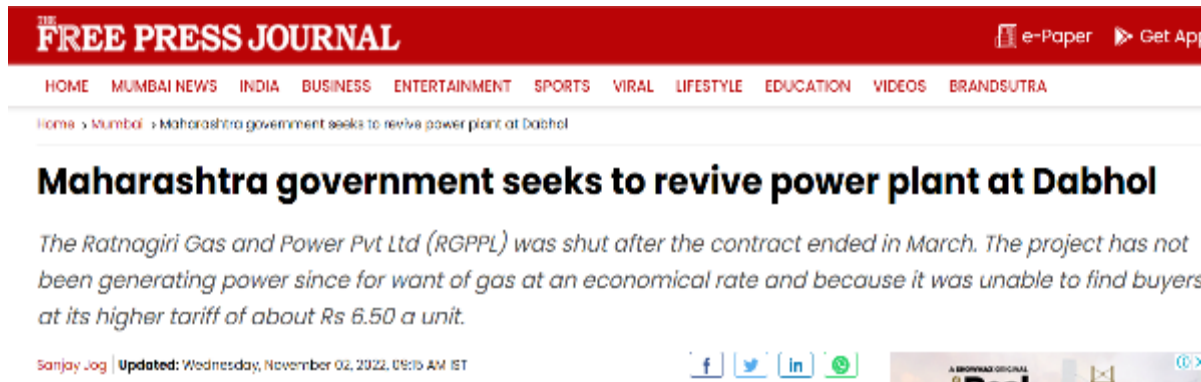 THE
FREE PRESS JOURNAL
e-Paper Get App
HOME MUMBAI NEWS INDIA BUSINESS ENTERTAINMENT SPORTS VIRAL LIFESTYLE EDUCATION VIDEOS BRANDSUTRA
Home > Mumbai > Maharashtra government seeks to revive power plant at Dabhol
Maharashtra government seeks to revive power plant at Dabhol
The Ratnagiri Gas and Power Pvt Ltd (RGPPL) was shut after the contract ended in March. The project has not
been generating power since for want of gas at an economical rate and because it was unable to find buyers
at its higher tariff of about Rs 6.50 a unit.
Sanjay Jog | Updated: Wednesday, November 02, 2022, 09:15 AM IST
f in